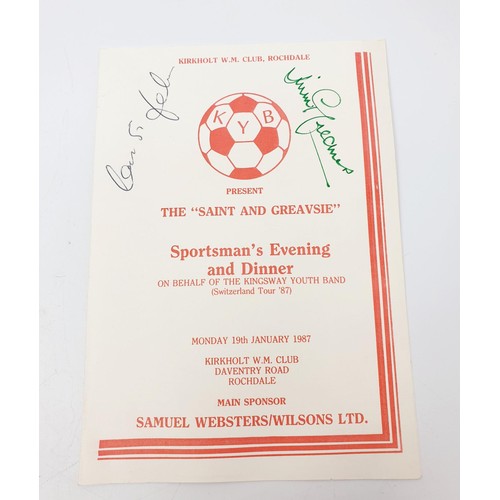 KIRKHOLT W.M. CLUB, ROCHDALE
K Y B
PRESENT
THE "SAINT AND GREAVSIE"
Sportsman's Evening
and Dinner
ON BEHALF OF THE KINGSWAY YOUTH BAND
(Switzerland Tour '87)
MONDAY 19th JANUARY 1987
KIRKHOLT W.M. CLUB
DAVENTRY ROAD
ROCHDALE
MAIN SPONSOR
SAMUEL WEBSTERS/WILSONS LTD.